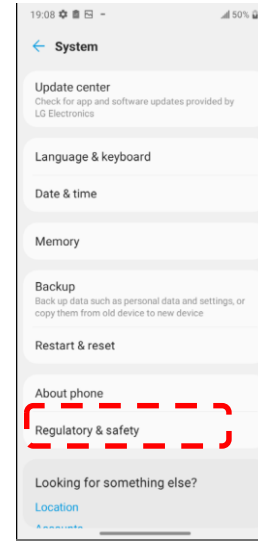 19:08
50%
System
Update center
Check for app and software updates provided by
LG Electronics
Language & keyboard
Date & time
Memory
Backup
Back up data such as personal data and settings, or
copy them from old device to new device
Restart & reset
About phone
Regulatory & safety
Looking for something else?
Location
Accounts